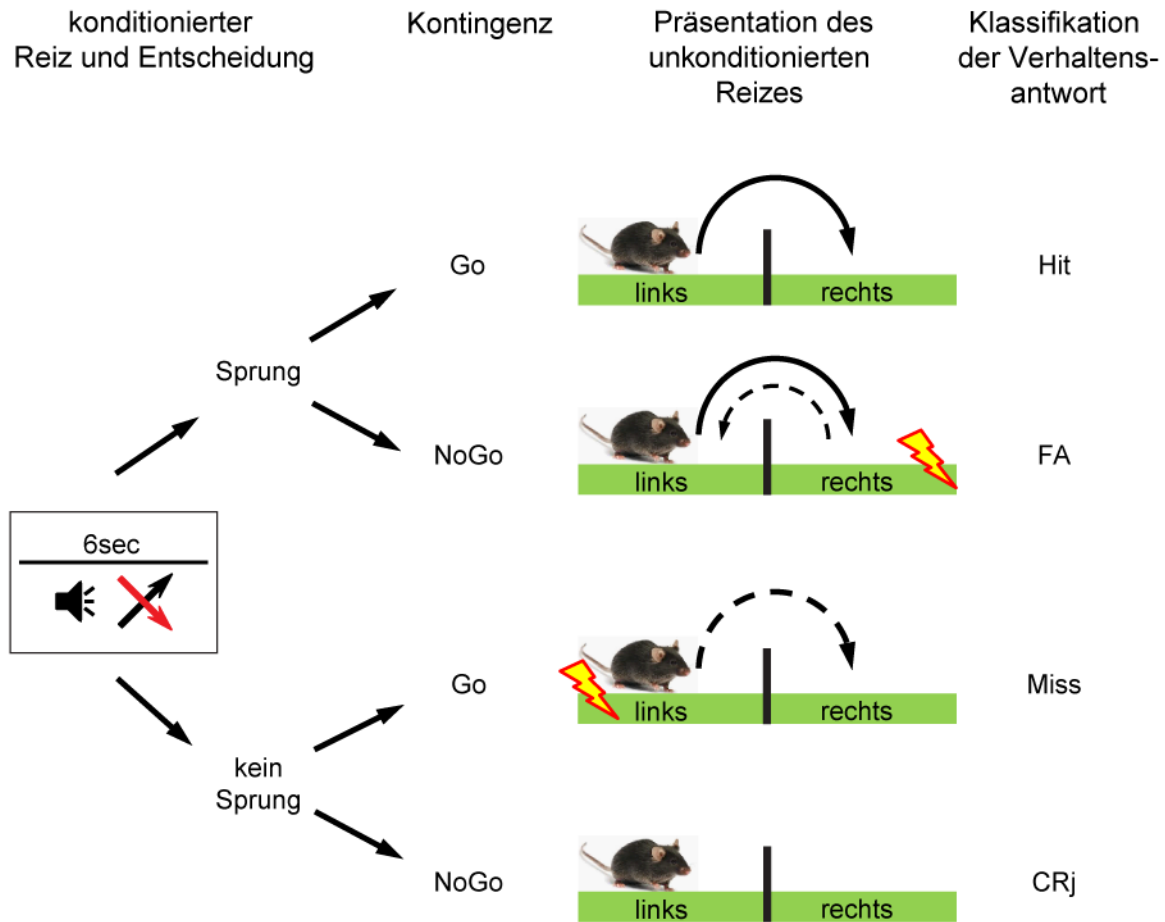 konditionierter
Reiz und Entscheidung
Kontingenz
Präsentation des
unkonditionierten
Reizes
Klassifikation
der Verhaltens-
antwort
Go
links
rechts
Hit
Sprung
NoGo
links
rechts
FA
6sec
Go
links
rechts
Miss
kein
Sprung
NoGo
links
rechts
CRj